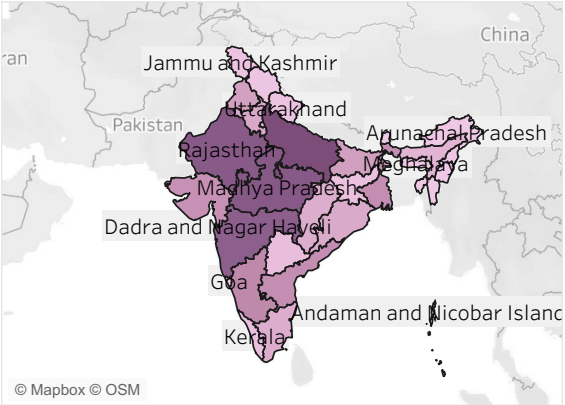 China
ran
Jammu and Kashmir
Uttarakhand
Pakistan
Arunachal Pradesh
Rajasthan
Meghalaya
Madhya Pradesh
Dadra and Nagar Haveli
Goa
Andaman and Nicobar Island
Kerala
© Mapbox © OSM